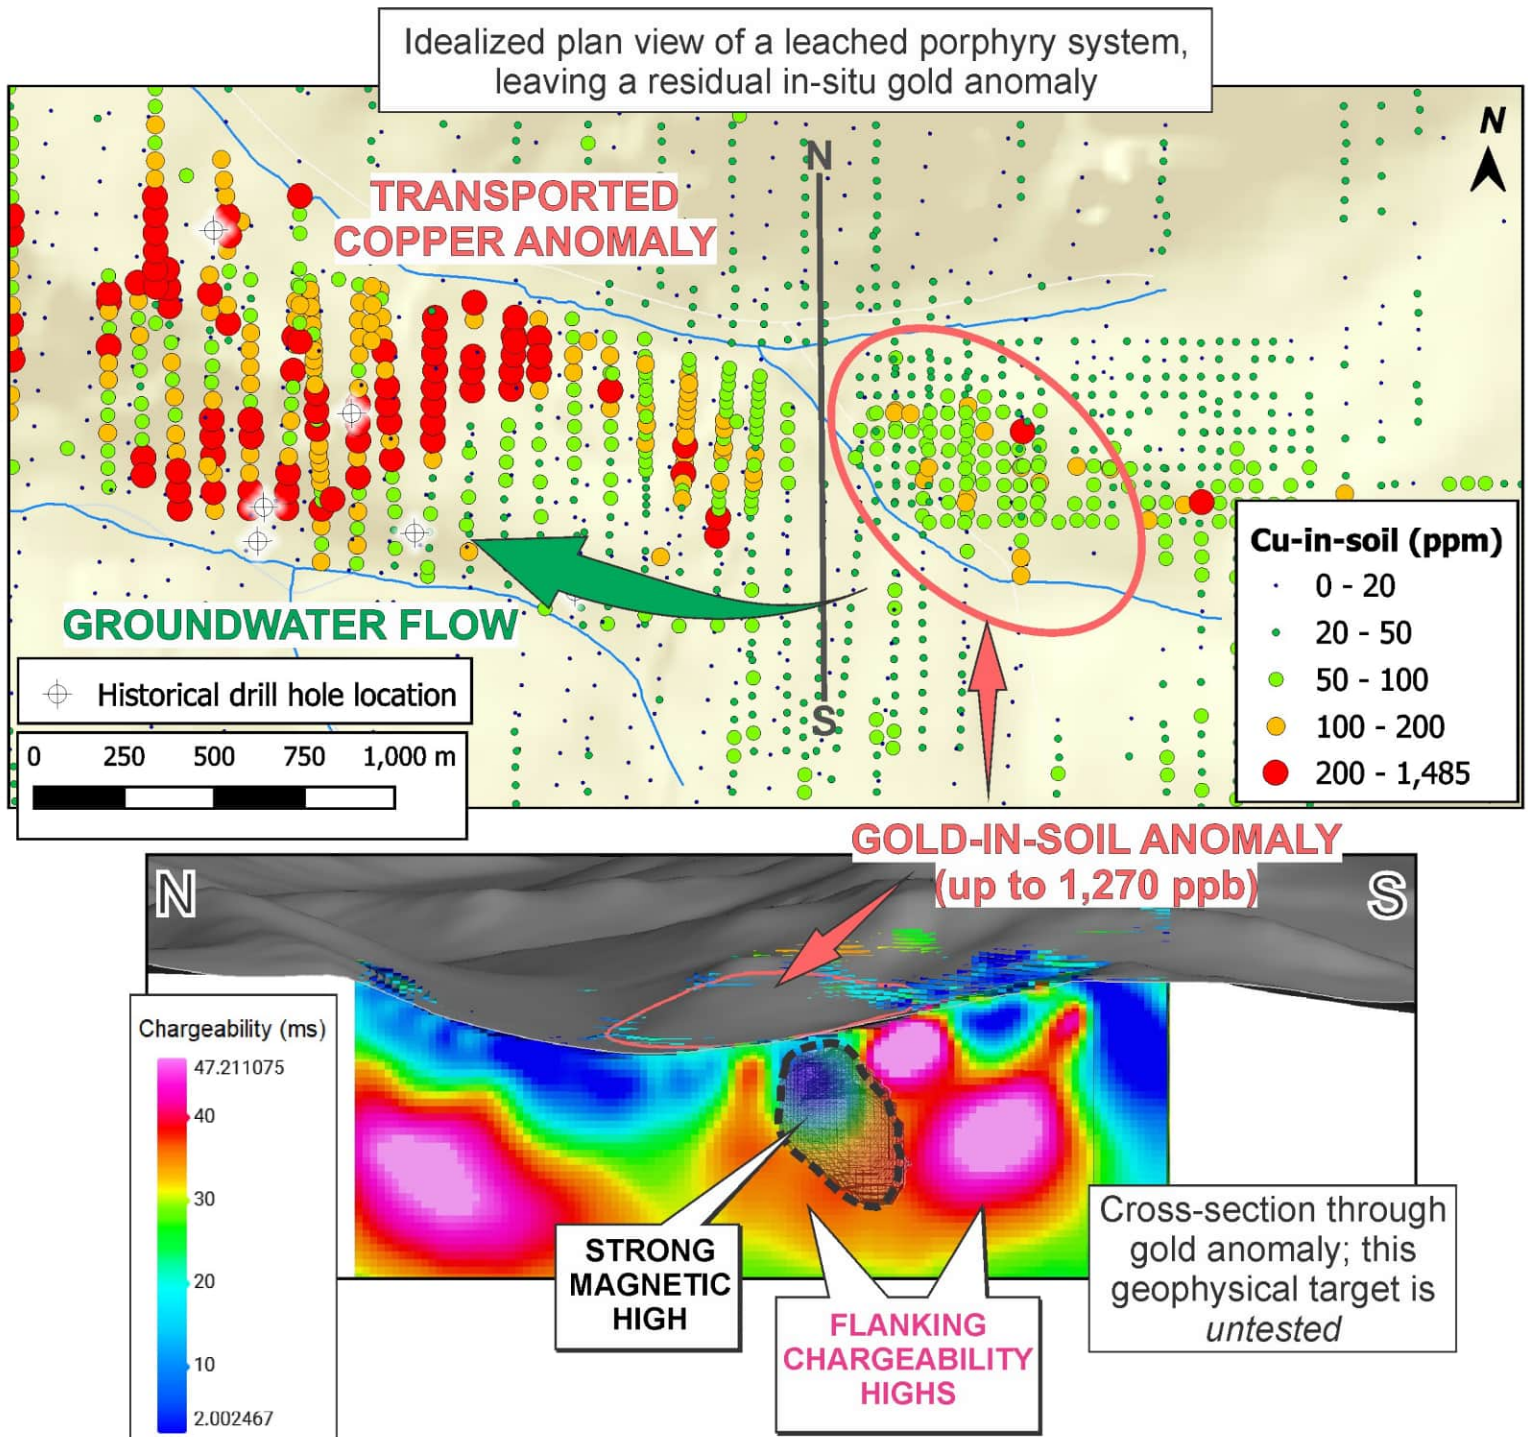 Idealized plan view of a leached porphyry system,
leaving a residual in-situ gold anomaly
N
N
TRANSPORTED
COPPER ANOMALY
GROUNDWATER FLOW
Historical drill hole location
0 250 500 750 1,000 m
S
Cu-in-soil (ppm)
0 - 20
20 - 50
50 - 100
100 - 200
200 - 1,485
GOLD-IN-SOIL ANOMALY
(up to 1,270 ppb)
N
S
Chargeability (ms)
47.211075
40
30
20
10
2.002467
STRONG
MAGNETIC
HIGH
FLANKING
CHARGEABILITY
HIGHS
Cross-section through
gold anomaly; this
geophysical target is
untested